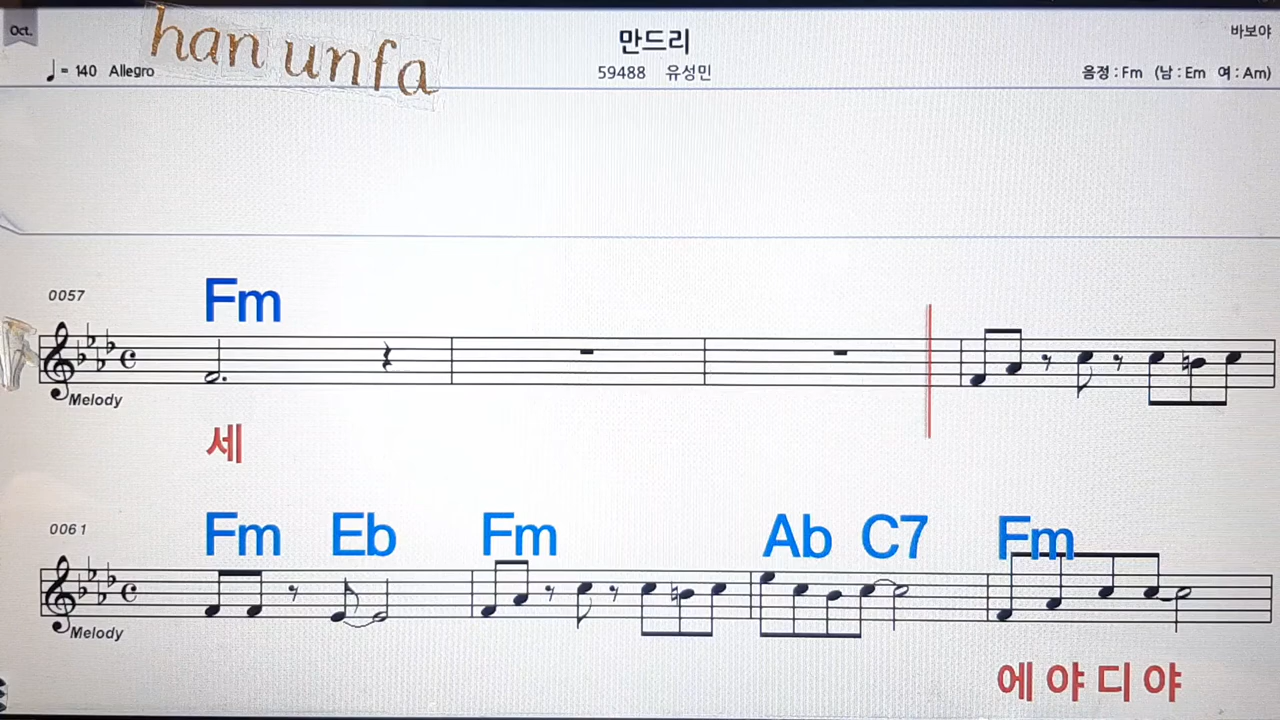 Oct.
han unfa
만드리
바보야
♩= 140 Allegro
59488 유성민
음정 : Fm (남 : Em 여 : Am)
0057
Fm
Melody
세
0061
Fm Eb Fm Ab C7 Fm
Melody
에 야 디 야